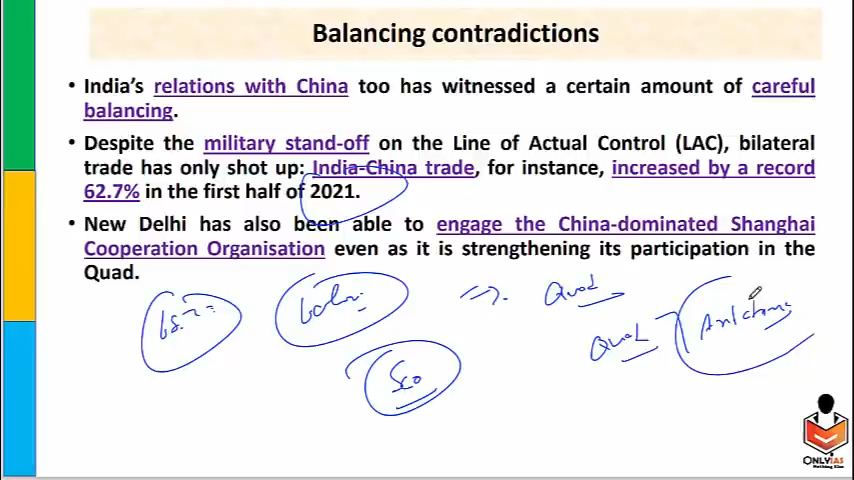 Balancing contradictions
• India's relations with China too has witnessed a certain amount of careful
balancing.
• Despite the military stand-off on the Line of Actual Control (LAC), bilateral
trade has only shot up: India-China trade, for instance, increased by a record
62.7% in the first half of 2021.
• New Delhi has also been able to engage the China-dominated Shanghai
Cooperation Organisation even as it is strengthening its participation in the
Quad.
⇒ Quad
Quad
Sco
ONLYIAS
Nothing Else